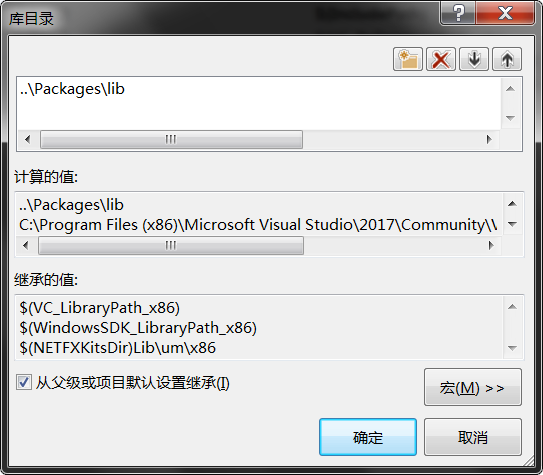 库目录
..\Packages\lib
计算的值:
..\Packages\lib
C:\Program Files (x86)\Microsoft Visual Studio\2017\Community\\V
继承的值:
$(VC_LibraryPath_x86)
$(WindowsSDK_LibraryPath_x86)
$(NETFXKitsDir)Lib\um\x86
从父级或项目默认设置继承(I)
宏(M) >>
确定
取消